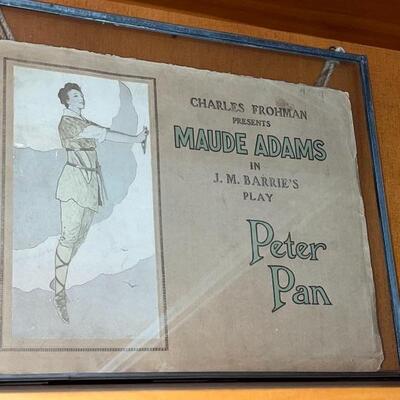 CHARLES FROHMAN
PRESENTS
MAUDE ADAMS
IN
J. M. BARRIE'S
PLAY
Peter
Pan